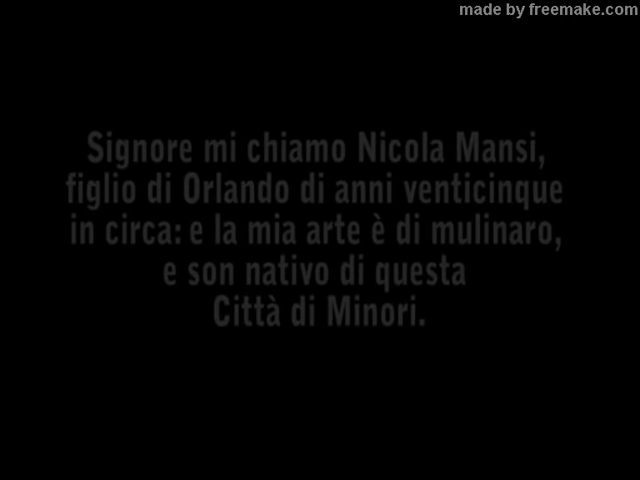 made by freemake.com
Signore mi chiamo Nicola Mansi,
figlio di Orlando di anni venticinque
in circa: e la mia arte è di mulinaro,
e son nativo di questa
Città di Minori.